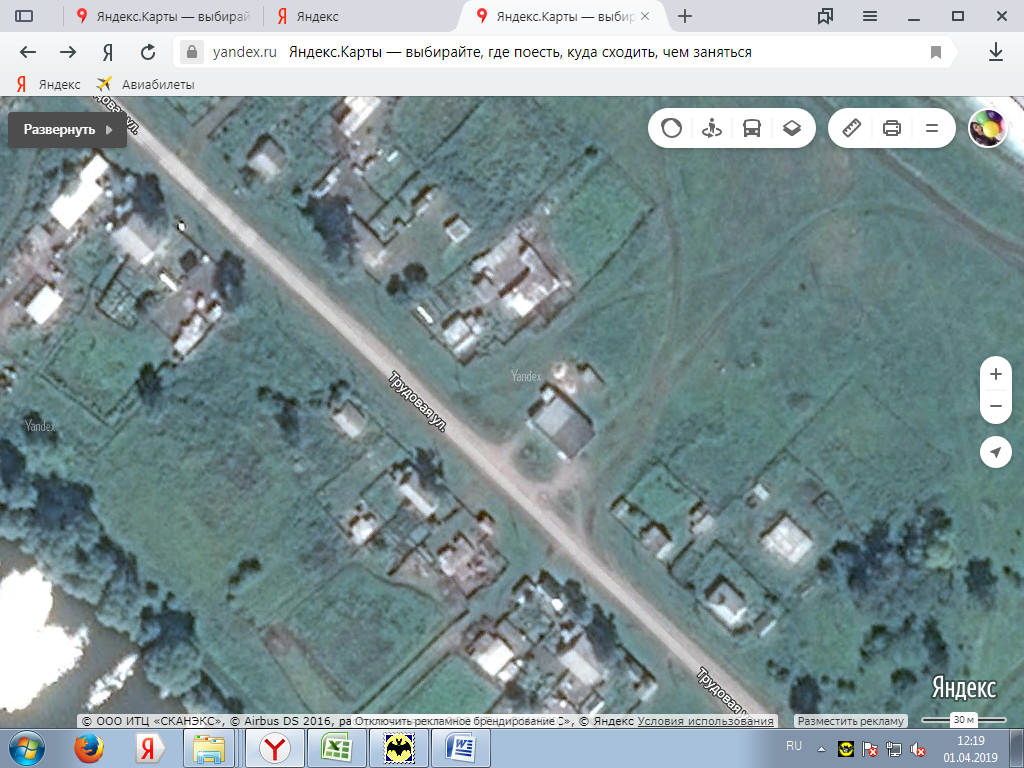 Яндекс.Карты — выбирай
Яндекс
Яндекс.Карты — выбир
yandex.ru Яндекс.Карты — выбирайте, где поесть, куда сходить, чем заняться
Яндекс Авиабилеты
Развернуть
Yandex
Трудовая ул.
Yandex
Яндекс
© ООО ИТЦ «СКАНЭКС», © Airbus DS 2016, ра Отключить рекламное брендирование С», © Яндекс Условия использования
Разместить рекламу
30 м
RU
12:19
01.04.2019